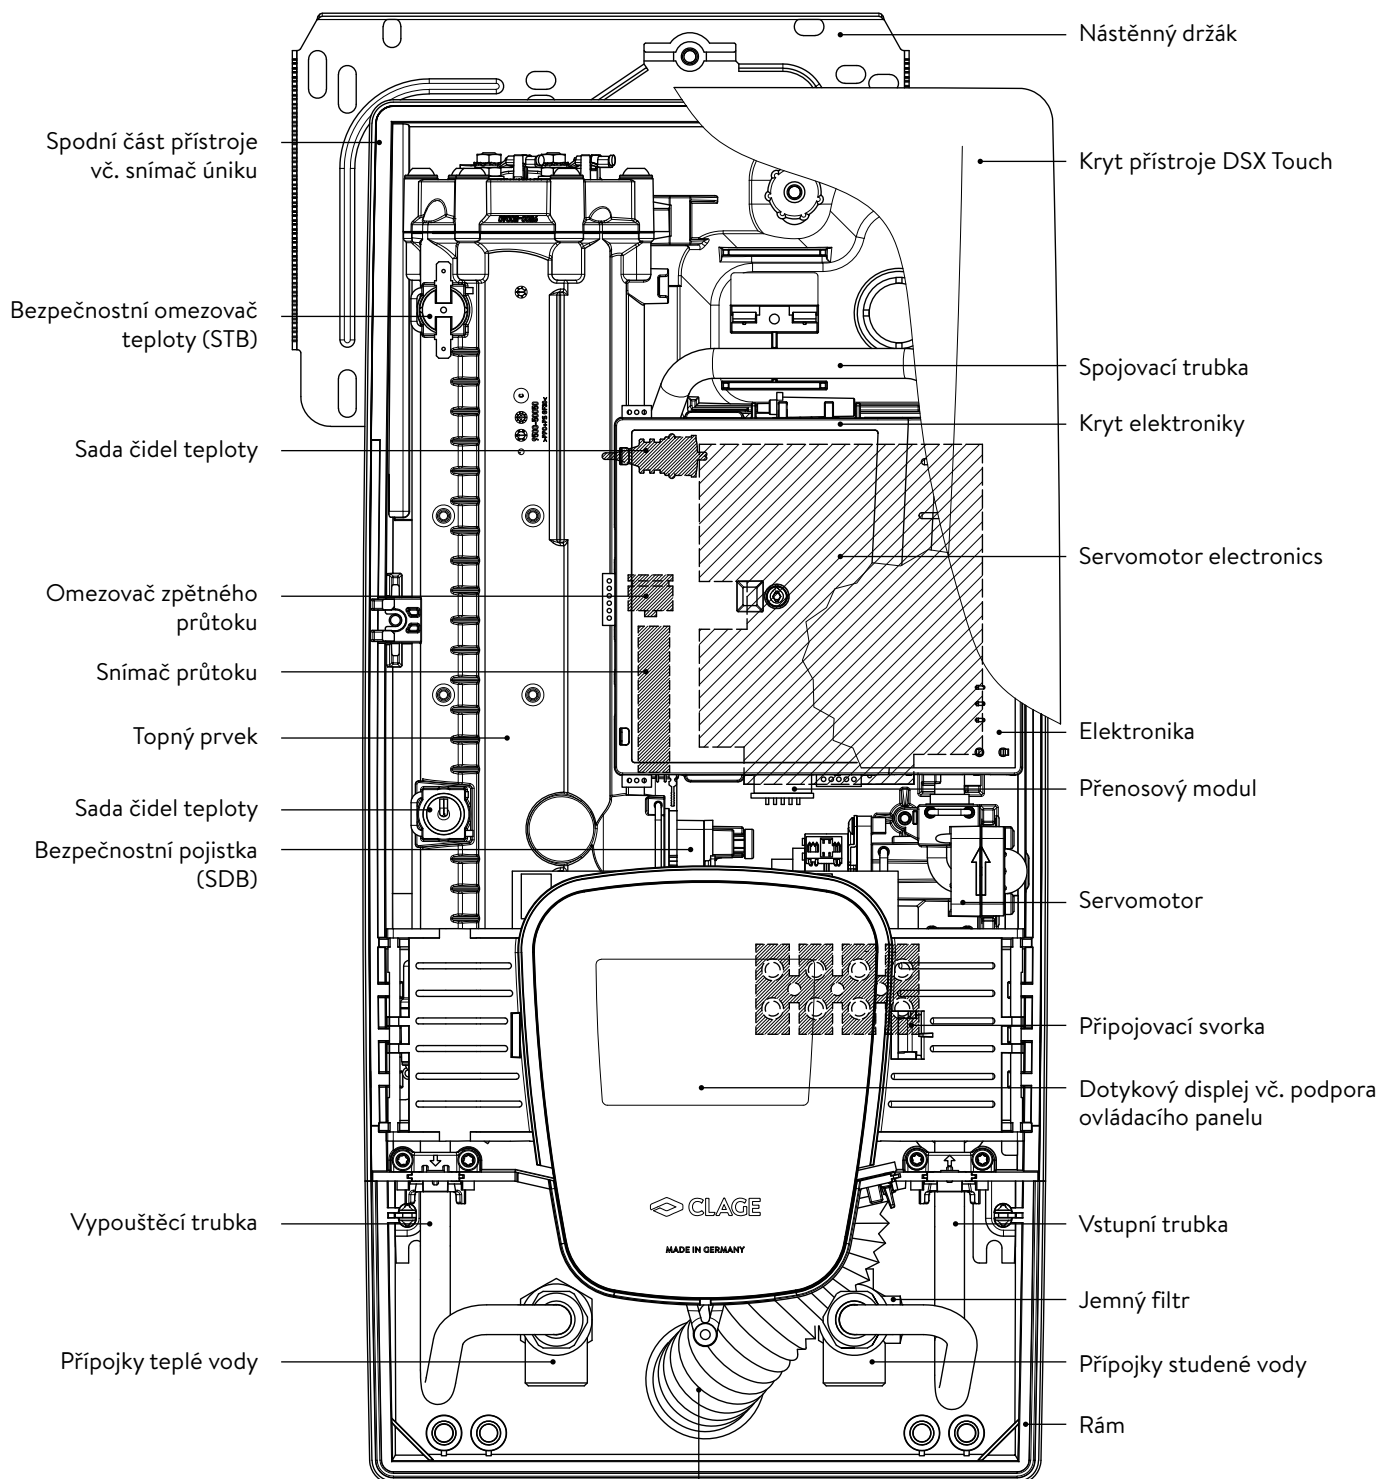 Nástěnný držák
Spodní část přístroje
vč. snímač úniku
Kryt přístroje DSX Touch
Bezpečnostní omezovač
teploty (STB)
Spojovací trubka
Kryt elektroniky
Sada čidel teploty
Servomotor electronics
Omezovač zpětného
průtoku
Snímač průtoku
Topný prvek
Elektronika
Přenosový modul
Sada čidel teploty
Bezpečnostní pojistka
(SDB)
Servomotor
Připojovací svorka
Dotykový displej vč. podpora
ovládacího panelu
CLAGE
MADE IN GERMANY
Vypouštěcí trubka
Vstupní trubka
Jemný filtr
Přípojky teplé vody
Přípojky studené vody
Rám